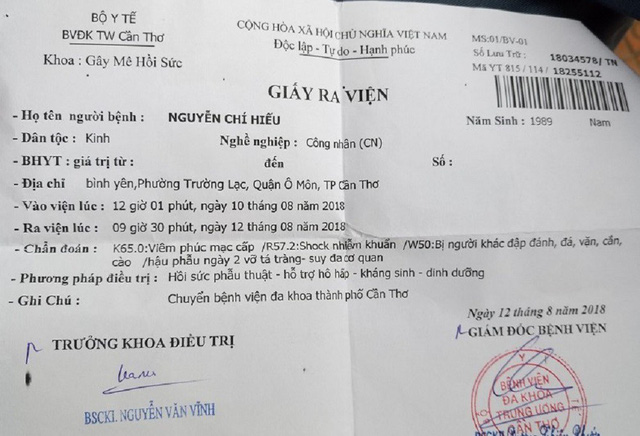 BỘ Y TẾ
BVĐK TW Cần Thơ
Khoa : Gây Mê Hồi Sức
CỘNG HÒA XÃ HỘI CHỦ NGHĨA VIỆT NAM
Độc lập - Tự do - Hạnh phúc
MS:01/BV-01
Số Lưu Trữ : 18034578/ TN
Mã YT 815 / 114 / 18255112
GIẤY RA VIỆN
- Họ tên người bệnh : NGUYỄN CHÍ HIẾU Năm Sinh : 1989 Nam
- Dân tộc : Kinh Nghề nghiệp : Công nhân (CN)
- BHYT : giá trị từ : đến Số :
- Địa chỉ bình yên,Phường Trường Lạc, Quận Ô Môn, TP Cần Thơ
- Vào viện lúc : 12 giờ 01 phút, ngày 10 tháng 08 năm 2018
- Ra viện lúc : 09 giờ 30 phút, ngày 12 tháng 08 năm 2018
- Chẩn đoán : K65.0:Viêm phúc mạc cấp /R57.2:Shock nhiễm khuẩn /W50:Bị người khác đập đánh, đá, vặn, cắn,
cào /hậu phẫu ngày 2 vỡ tá tràng- suy đa cơ quan
- Phương pháp điều trị : Hồi sức phẫu thuật - hỗ trợ hô hấp - kháng sinh - dinh dưỡng
- Ghi Chú : Chuyển bệnh viện đa khoa thành phố Cần Thơ
Ngày 12 tháng 8 năm 2018
TRƯỞNG KHOA ĐIỀU TRỊ
GIÁM ĐỐC BỆNH VIỆN
BSCKI. NGUYỄN VĂN VĨNH
BỆNH VIỆN
ĐA KHOA
TRUNG ƯƠNG
CẦN THƠ